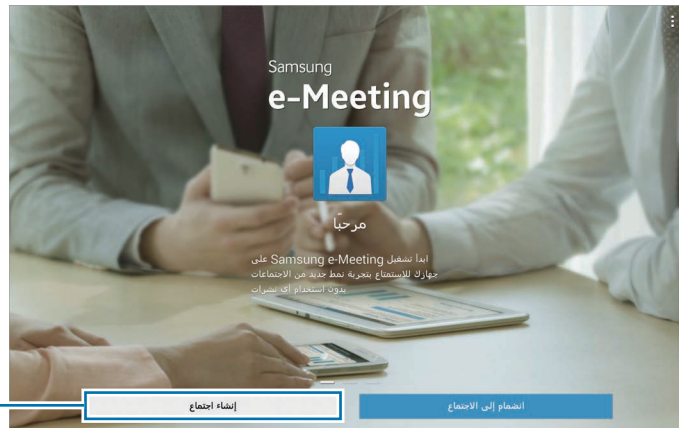 Samsung
e-Meeting
مرحبًا
ابدأ تشغيل Samsung e-Meeting على
جهازك للاستمتاع بتجربة نمط جديد من الاجتماعات
بدون استخدام أى نشرات
إنشاء اجتماع
انضمام إلى الاجتماع